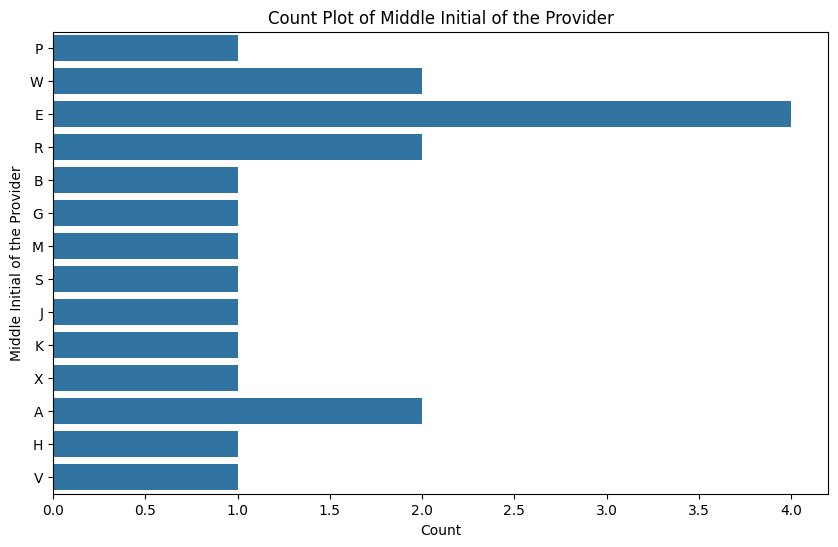 Count Plot of Middle Initial of the Provider
Middle Initial of the Provider
P
W
E
R
B
G
M
S
J
K
X
A
H
V
0.0 0.5 1.0 1.5 2.0 2.5 3.0 3.5 4.0
Count